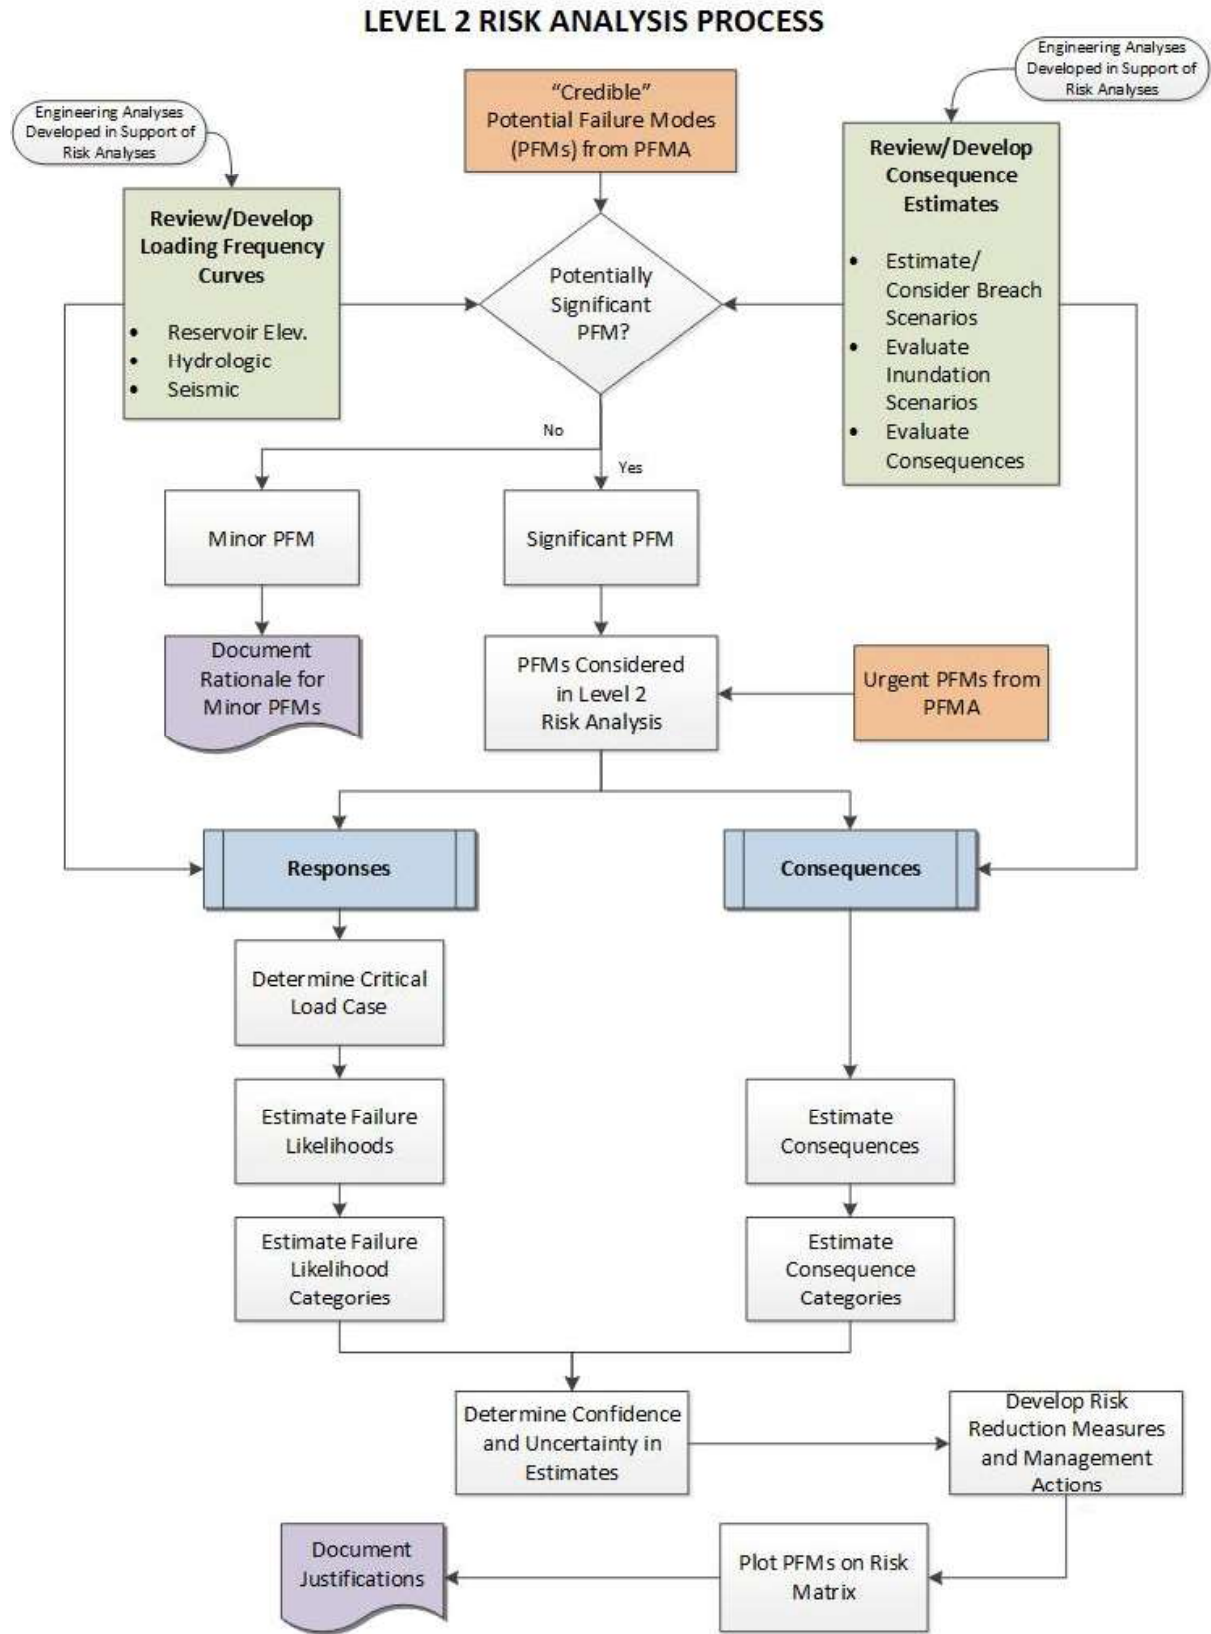 LEVEL 2 RISK ANALYSIS PROCESS
Engineering Analyses
Developed in Support of
Risk Analyses
"Credible"
Potential Failure Modes
(PFMs) from PFMA
Engineering Analyses
Developed in Support of
Risk Analyses
Review/Develop
Loading Frequency
Curves
• Reservoir Elev.
• Hydrologic
• Seismic
Potentially
Significant
PFM?
Review/Develop
Consequence
Estimates
• Estimate/
Consider Breach
Scenarios
• Evaluate
Inundation
Scenarios
• Evaluate
Consequences
No
Yes
Minor PFM
Significant PFM
Document
Rationale for
Minor PFMs
PFMs Considered
in Level 2
Risk Analysis
Urgent PFMs from
PFMA
Responses
Consequences
Determine Critical
Load Case
Estimate Failure
Likelihoods
Estimate
Consequences
Estimate Failure
Likelihood
Categories
Estimate
Consequence
Categories
Determine Confidence
and Uncertainty in
Estimates
Develop Risk
Reduction Measures
and Management
Actions
Document
Justifications
Plot PFMs on Risk
Matrix